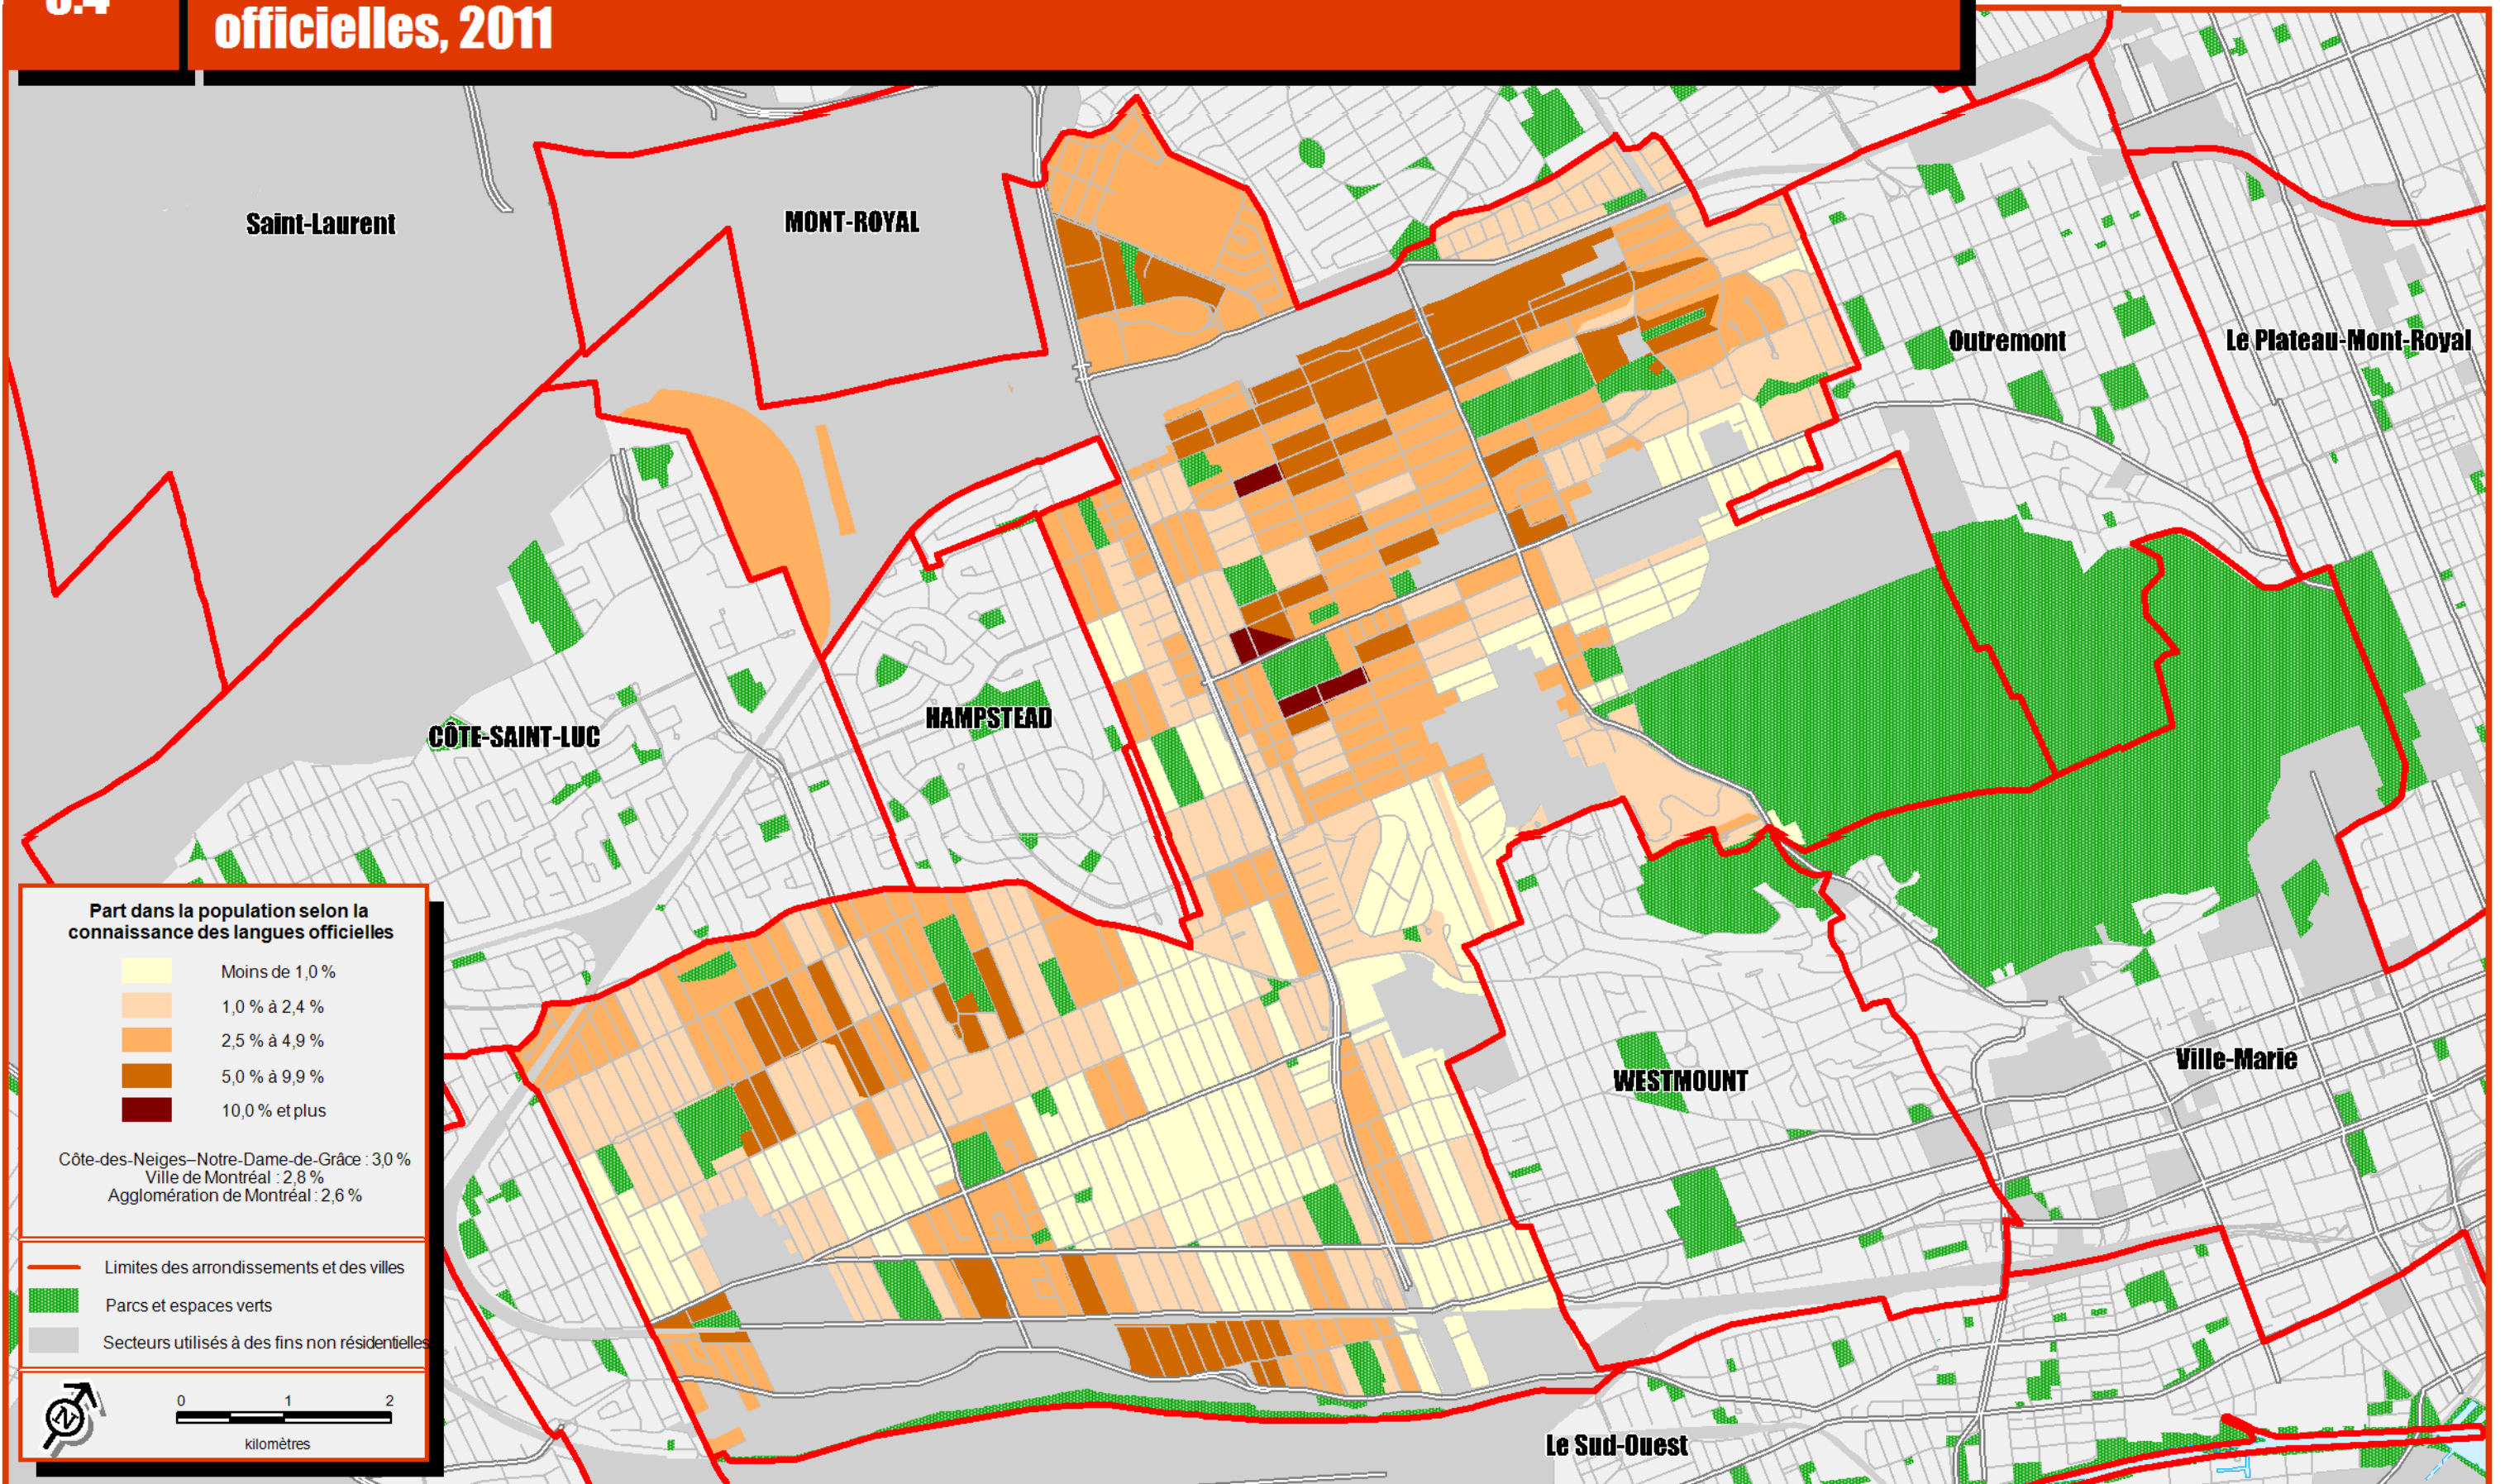 officielles, 2011
Saint-Laurent
MONT-ROYAL
Outremont
Le Plateau-Mont-Royal
CÔTE-SAINT-LUC
HAMPSTEAD
WESTMOUNT
Ville-Marie
Le Sud-Ouest
Part dans la population selon la
connaissance des langues officielles
Moins de 1,0 %
1,0 % à 2,4 %
2,5 % à 4,9 %
5,0 % à 9,9 %
10,0 % et plus
Côte-des-Neiges–Notre-Dame-de-Grâce : 3,0 %
Ville de Montréal : 2,8 %
Agglomération de Montréal : 2,6 %
Limites des arrondissements et des villes
Parcs et espaces verts
Secteurs utilisés à des fins non résidentielles
N
0 1 2
kilomètres